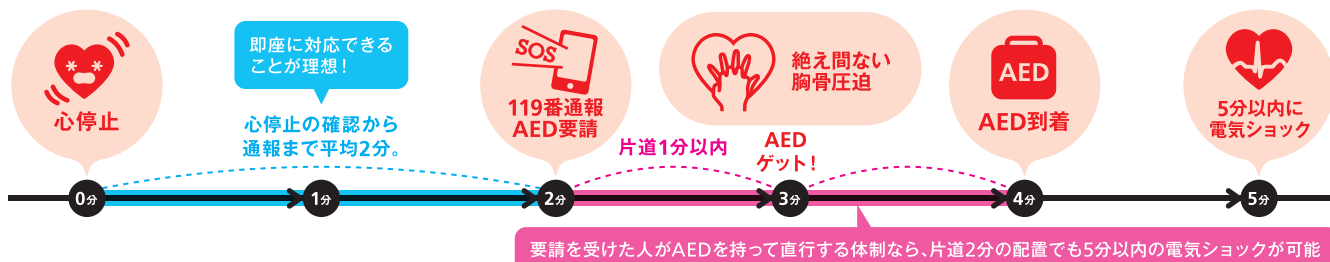 心停止
即座に対応できる
ことが理想！
心停止の確認から
通報まで平均2分。
SOS
119番通報
AED要請
片道1分以内
絶え間ない
胸骨圧迫
AED
ゲット！
AED
AED到着
5分以内に
電気ショック
0分
1分
2分
3分
4分
5分
要請を受けた人がAEDを持って直行する体制なら、片道2分の配置でも5分以内の電気ショックが可能